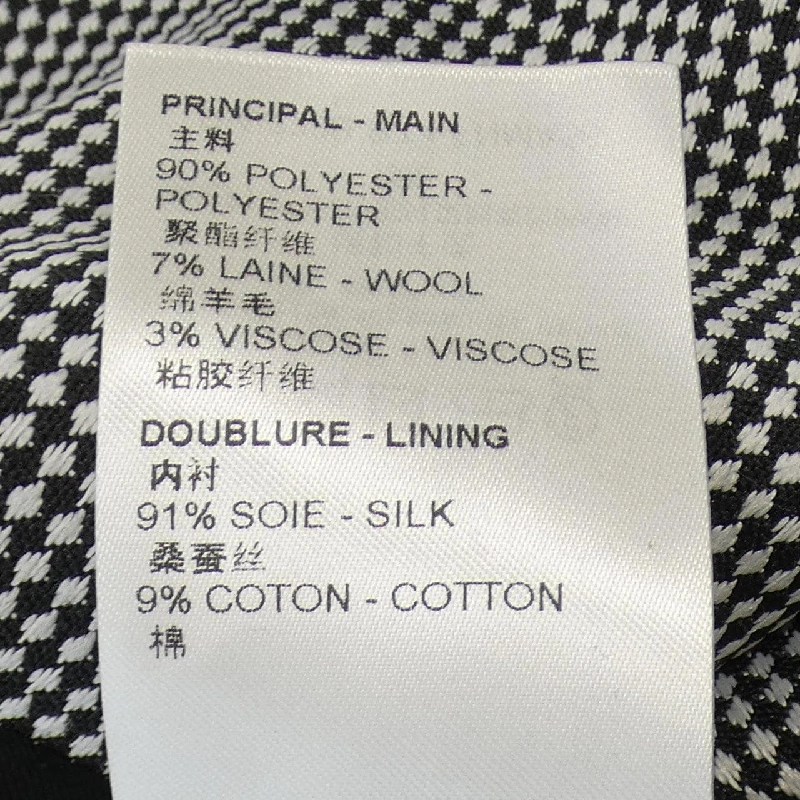 PRINCIPAL - MAIN
主料
90% POLYESTER -
POLYESTER
聚酯纤维
7% LAINE - WOOL
绵羊毛
3% VISCOSE - VISCOSE
粘胶纤维
DOUBLURE - LINING
内衬
91% SOIE - SILK
桑蚕丝
9% COTON - COTTON
棉